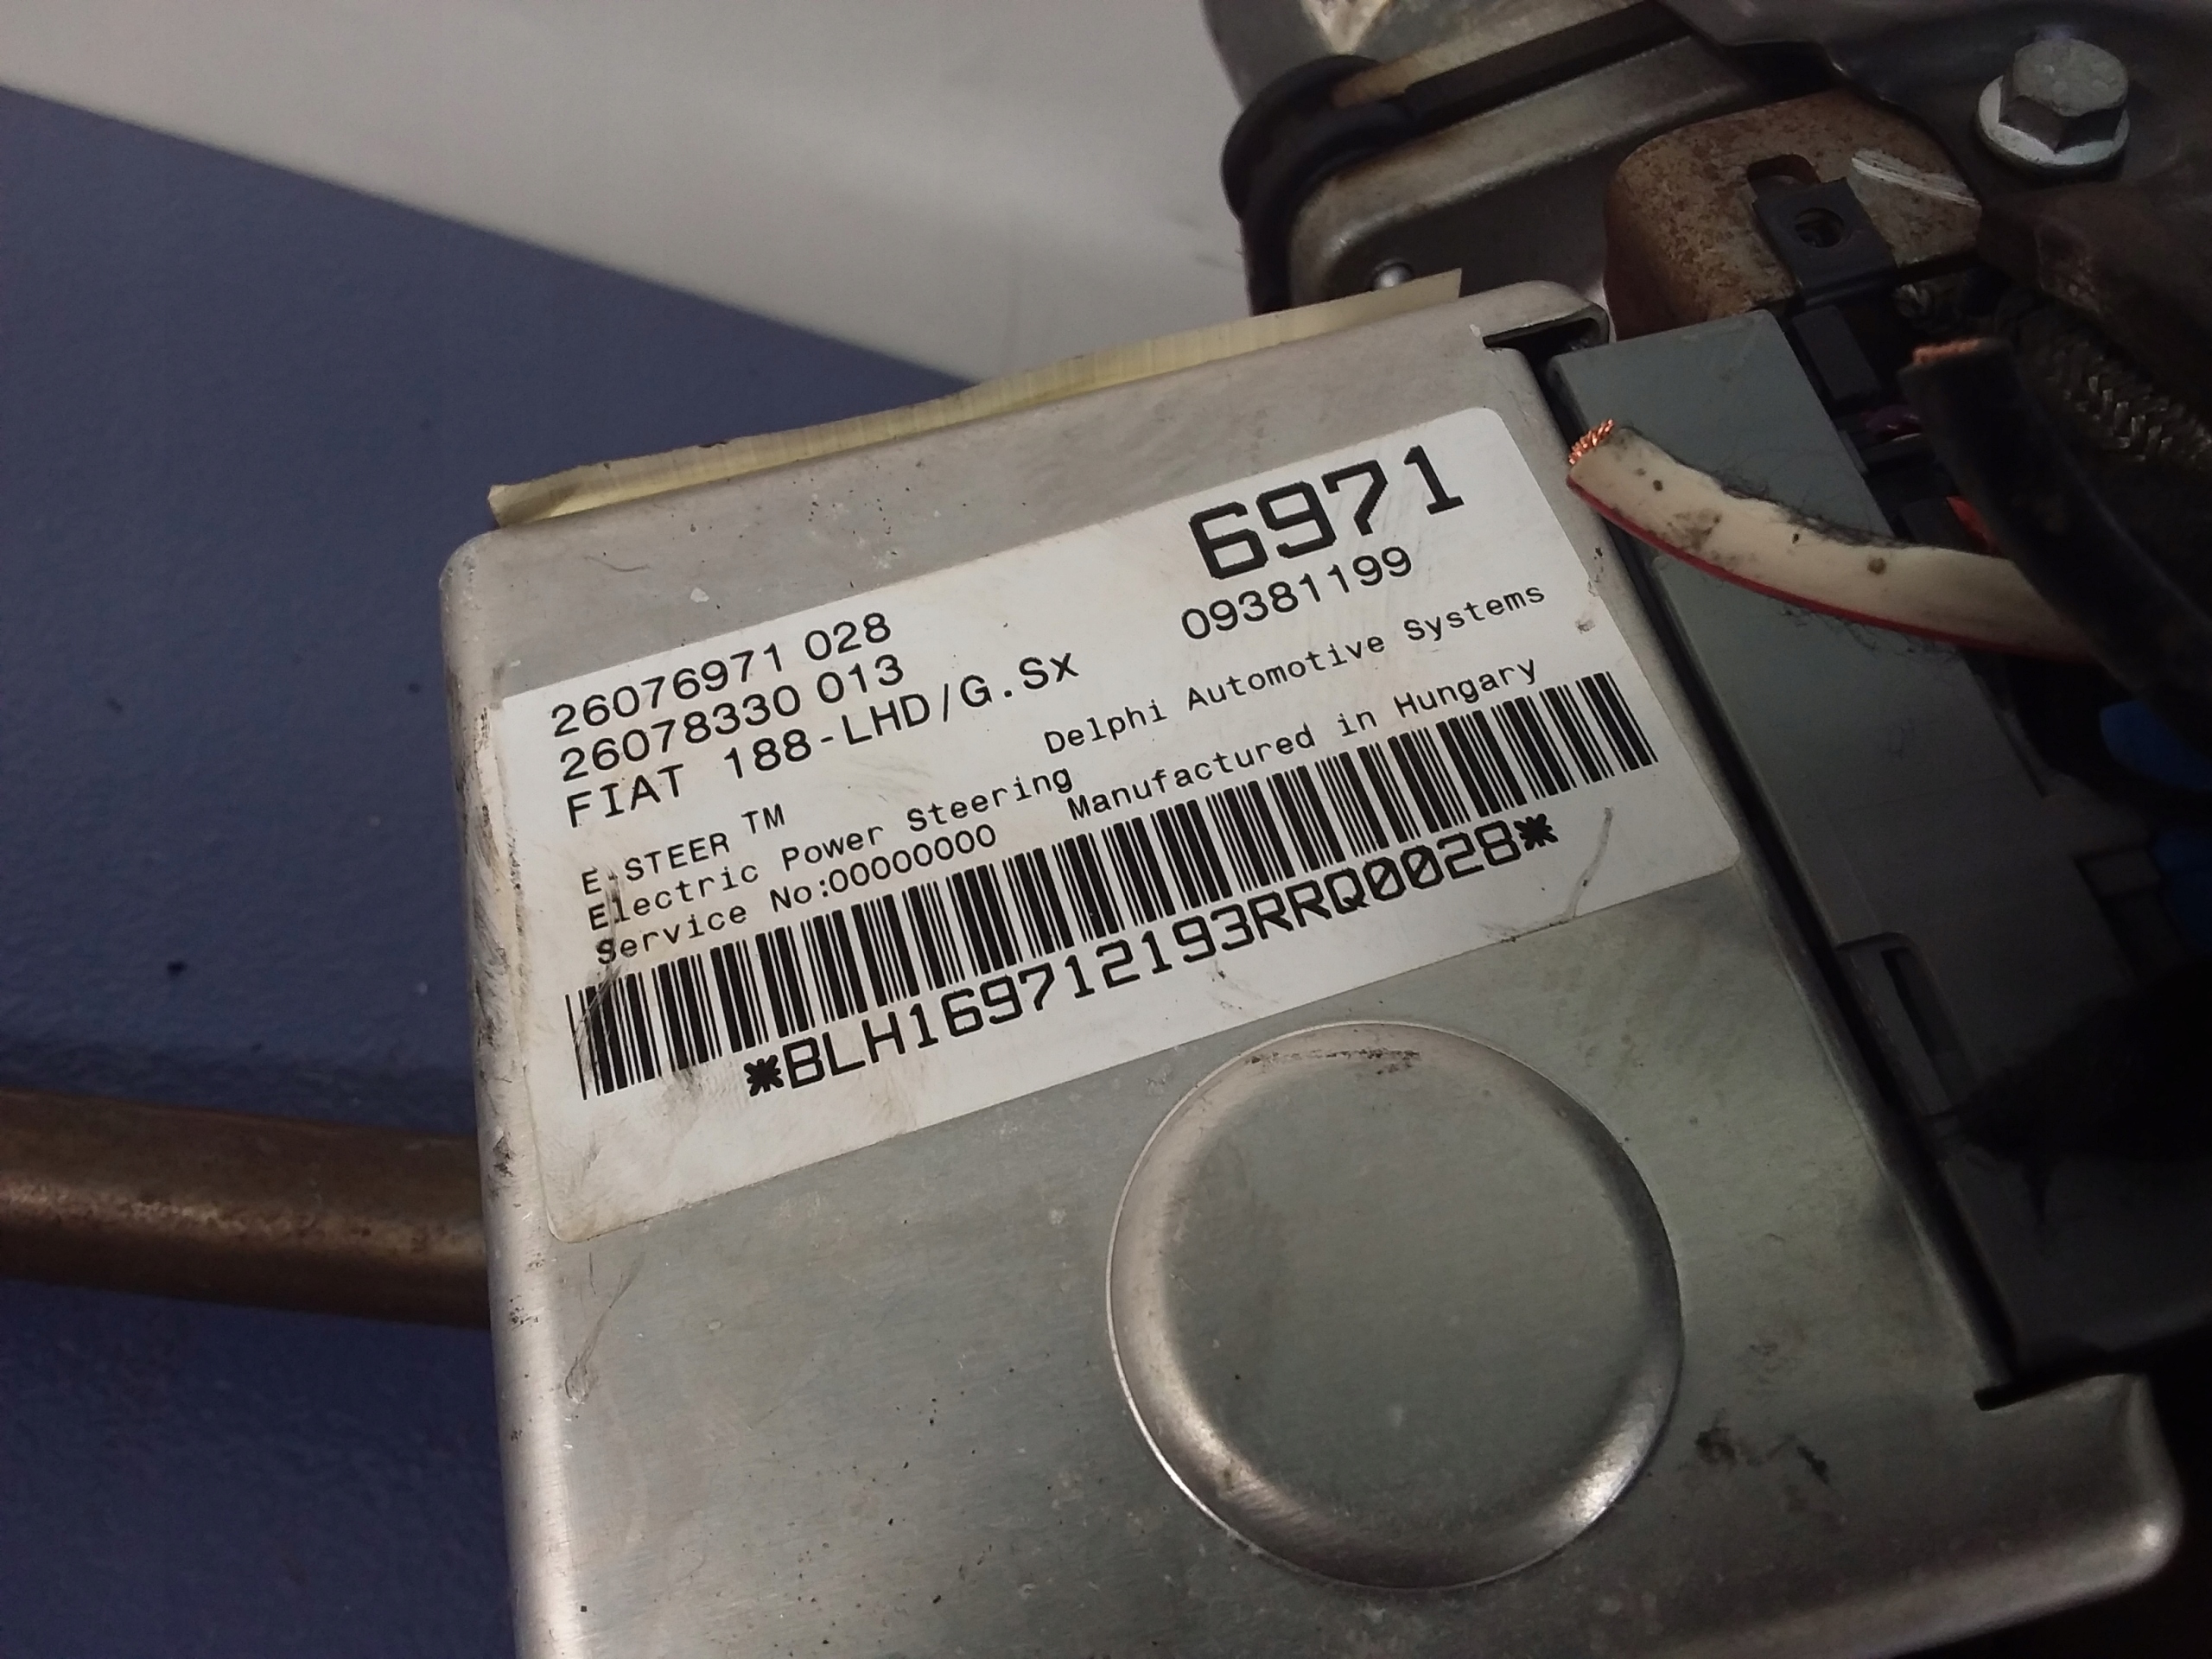 6971
26076971 028
09381199
26078330 013
FIAT 188-LHD/G.Sx
E.STEER TM
Delphi Automotive Systems
Electric Power Steering
Manufactured in Hungary
Service No:00000000
*BLH169712193RRQ0028*